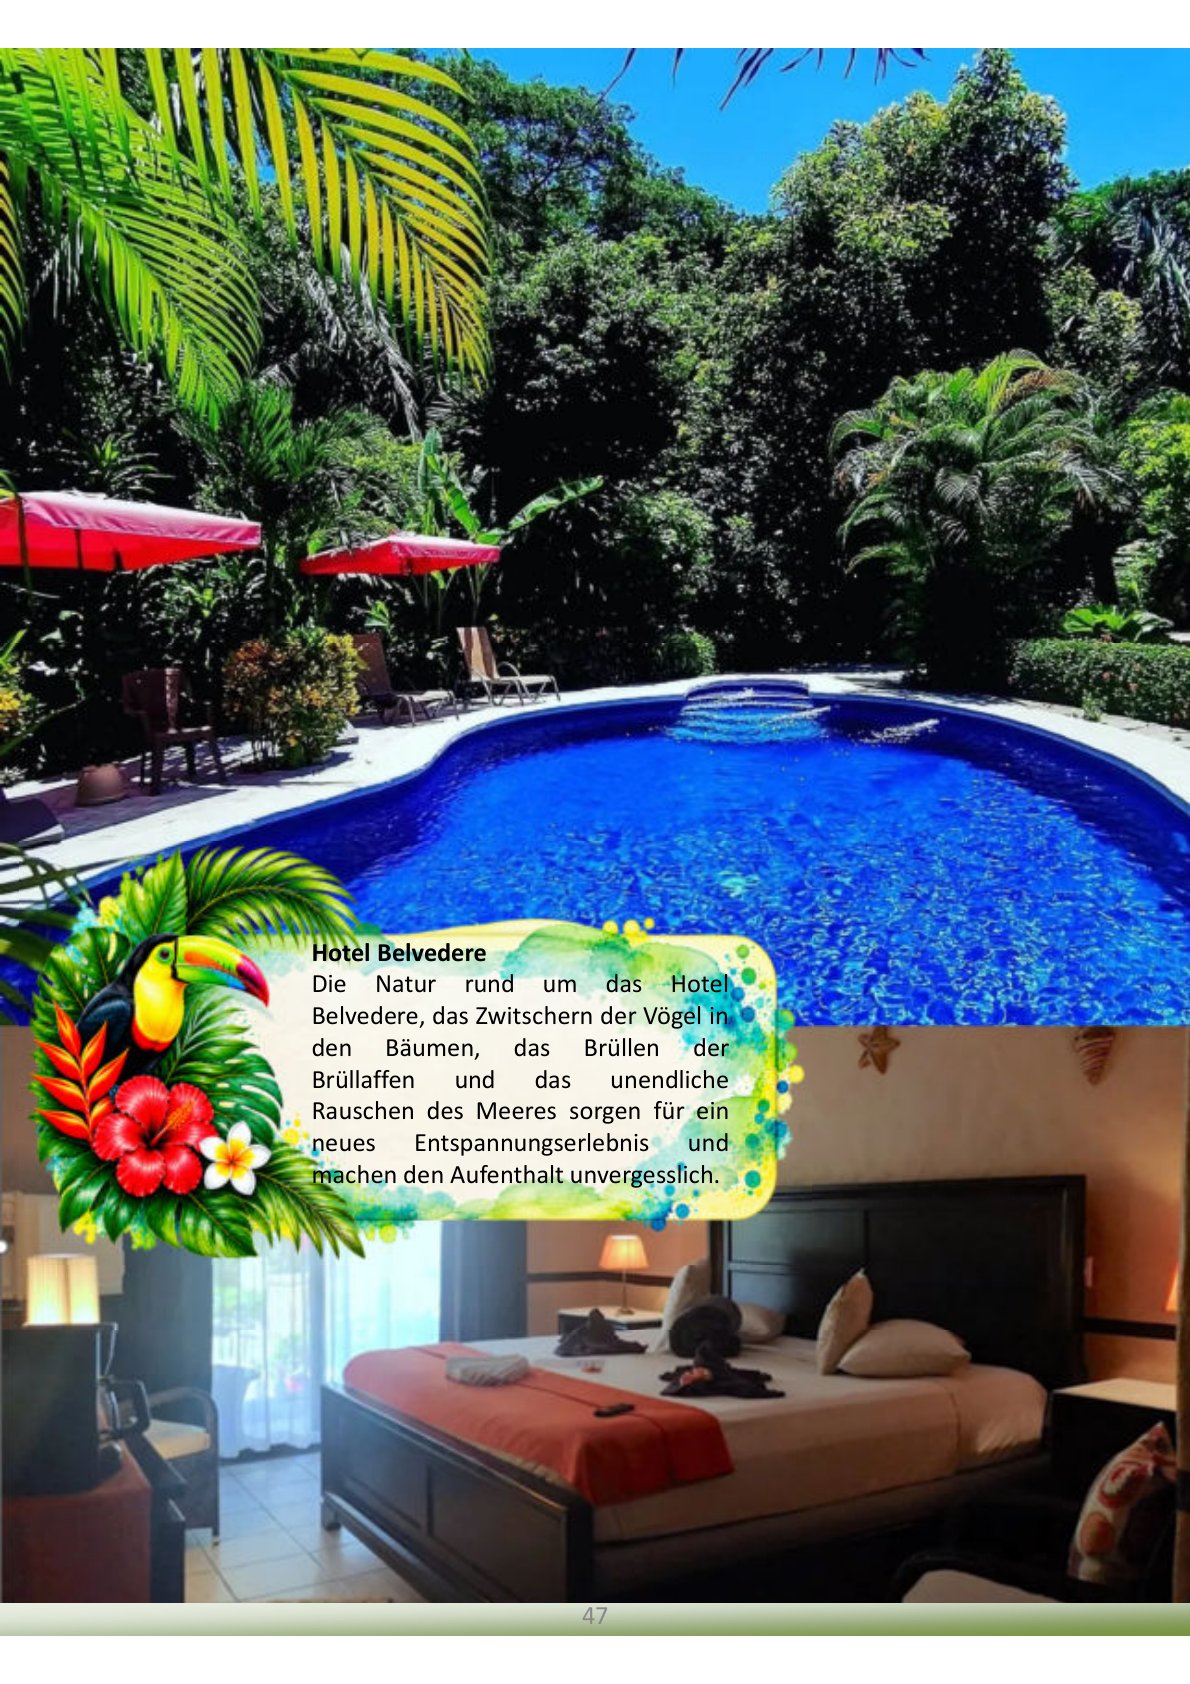 Hotel Belvedere
Die Natur rund um das Hotel
Belvedere, das Zwitschern der Vögel in
den Bäumen, das Brüllen der
Brüllaffen und das unendliche
Rauschen des Meeres sorgen für ein
neues Entspannungserlebnis und
machen den Aufenthalt unvergesslich.
47